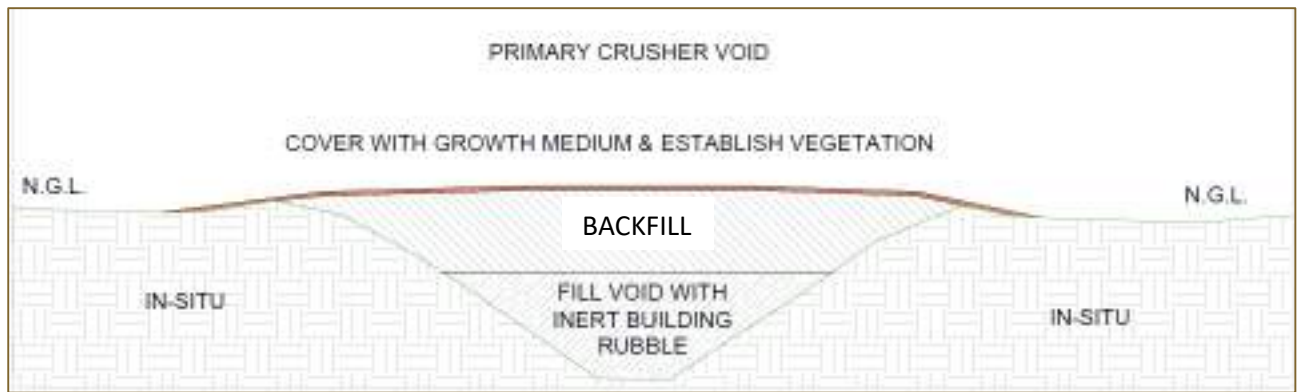 PRIMARY CRUSHER VOID
COVER WITH GROWTH MEDIUM & ESTABLISH VEGETATION
N.G.L.
N.G.L.
BACKFILL
IN-SITU
FILL VOID WITH
INERT BUILDING
RUBBLE
IN-SITU